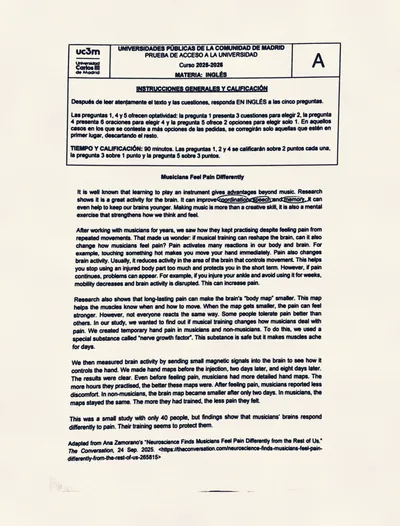 uc3m
Universidad
Carlos III
de Madrid
UNIVERSIDADES PÚBLICAS DE LA COMUNIDAD DE MADRID
PRUEBA DE ACCESO A LA UNIVERSIDAD
Curso 2025-2026
MATERIA: INGLÉS
A
INSTRUCCIONES GENERALES Y CALIFICACIÓN
Después de leer atentamente el texto y las cuestiones, responda EN INGLÉS a las cinco preguntas.
Las preguntas 1, 4 y 5 ofrecen optatividad: la pregunta 1 presenta 3 cuestiones para elegir 2, la pregunta
4 presenta 6 oraciones para elegir 4 y la pregunta 5 ofrece 2 opciones para elegir solo 1. En aquellos
casos en los que se conteste a más opciones de las pedidas, se corregirán solo aquellas que estén en
primer lugar, descartando el resto.
TIEMPO Y CALIFICACIÓN: 90 minutos. Las preguntas 1, 2 y 4 se calificarán sobre 2 puntos cada una,
la pregunta 3 sobre 1 punto y la pregunta 5 sobre 3 puntos.
Musicians Feel Pain Differently
It is well known that learning to play an instrument gives advantages beyond music. Research
shows it is a great activity for the brain. It can improve coordination, speech and memory. It can
even help to keep our brains younger. Making music is more than a creative skill, it is also a mental
exercise that strengthens how we think and feel.
After working with musicians for years, we saw how they kept practising despite feeling pain from
repeated movements. That made us wonder: if musical training can reshape the brain, can it also
change how musicians feel pain? Pain activates many reactions in our body and brain. For
example, touching something hot makes you move your hand immediately. Pain also changes
brain activity. Usually, it reduces activity in the area of the brain that controls movement. This helps
you stop using an injured body part too much and protects you in the short term. However, if pain
continues, problems can appear. For example, if you injure your ankle and avoid using it for weeks,
mobility decreases and brain activity is disrupted. This can increase pain.
Research also shows that long-lasting pain can make the brain's "body map" smaller. This map
helps the muscles know when and how to move. When the map gets smaller, the pain can feel
stronger. However, not everyone reacts the same way. Some people tolerate pain better than
others. In our study, we wanted to find out if musical training changes how musicians deal with
pain. We created temporary hand pain in musicians and non-musicians. To do this, we used a
special substance called "nerve growth factor". This substance is safe but it makes muscles ache
for days.
We then measured brain activity by sending small magnetic signals into the brain to see how it
controls the hand. We made hand maps before the injection, two days later, and eight days later.
The results were clear. Even before feeling pain, musicians had more detailed hand maps. The
more hours they practised, the better these maps were. After feeling pain, musicians reported less
discomfort. In non-musicians, the brain map became smaller after only two days. In musicians, the
maps stayed the same. The more they had trained, the less pain they felt.
This was a small study with only 40 people, but findings show that musicians' brains respond
differently to pain. Their training seems to protect them.
Adapted from Ana Zamorano's "Neuroscience Finds Musicians Feel Pain Differently from the Rest of Us."
The Conversation, 24 Sep. 2025. <https://theconversation.com/neuroscience-finds-musicians-feel-pain-
differently-from-the-rest-of-us-265815>